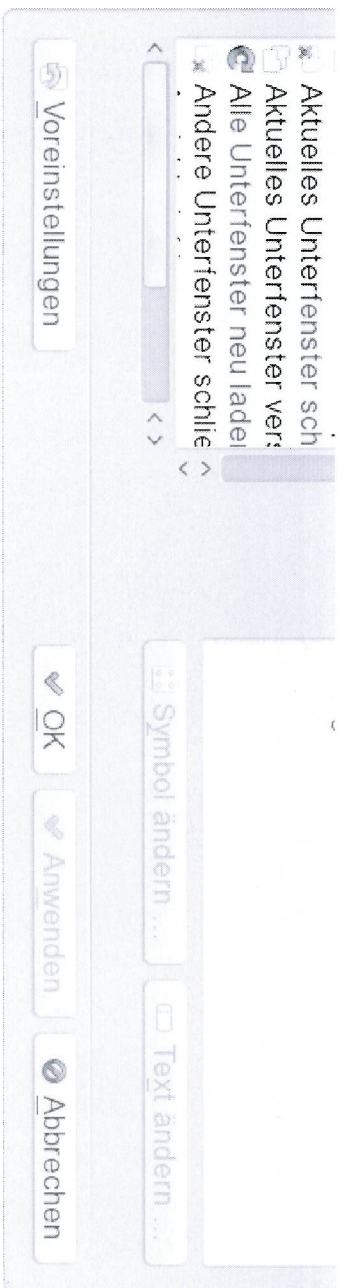 Aktuelles Unterfenster sch
Aktuelles Unterfenster vers
Alle Unterfenster neu lade
Andere Unterfenster schlie
Symbol ändern ...
Text ändern ...
Voreinstellungen
OK
Anwenden
Abbrechen